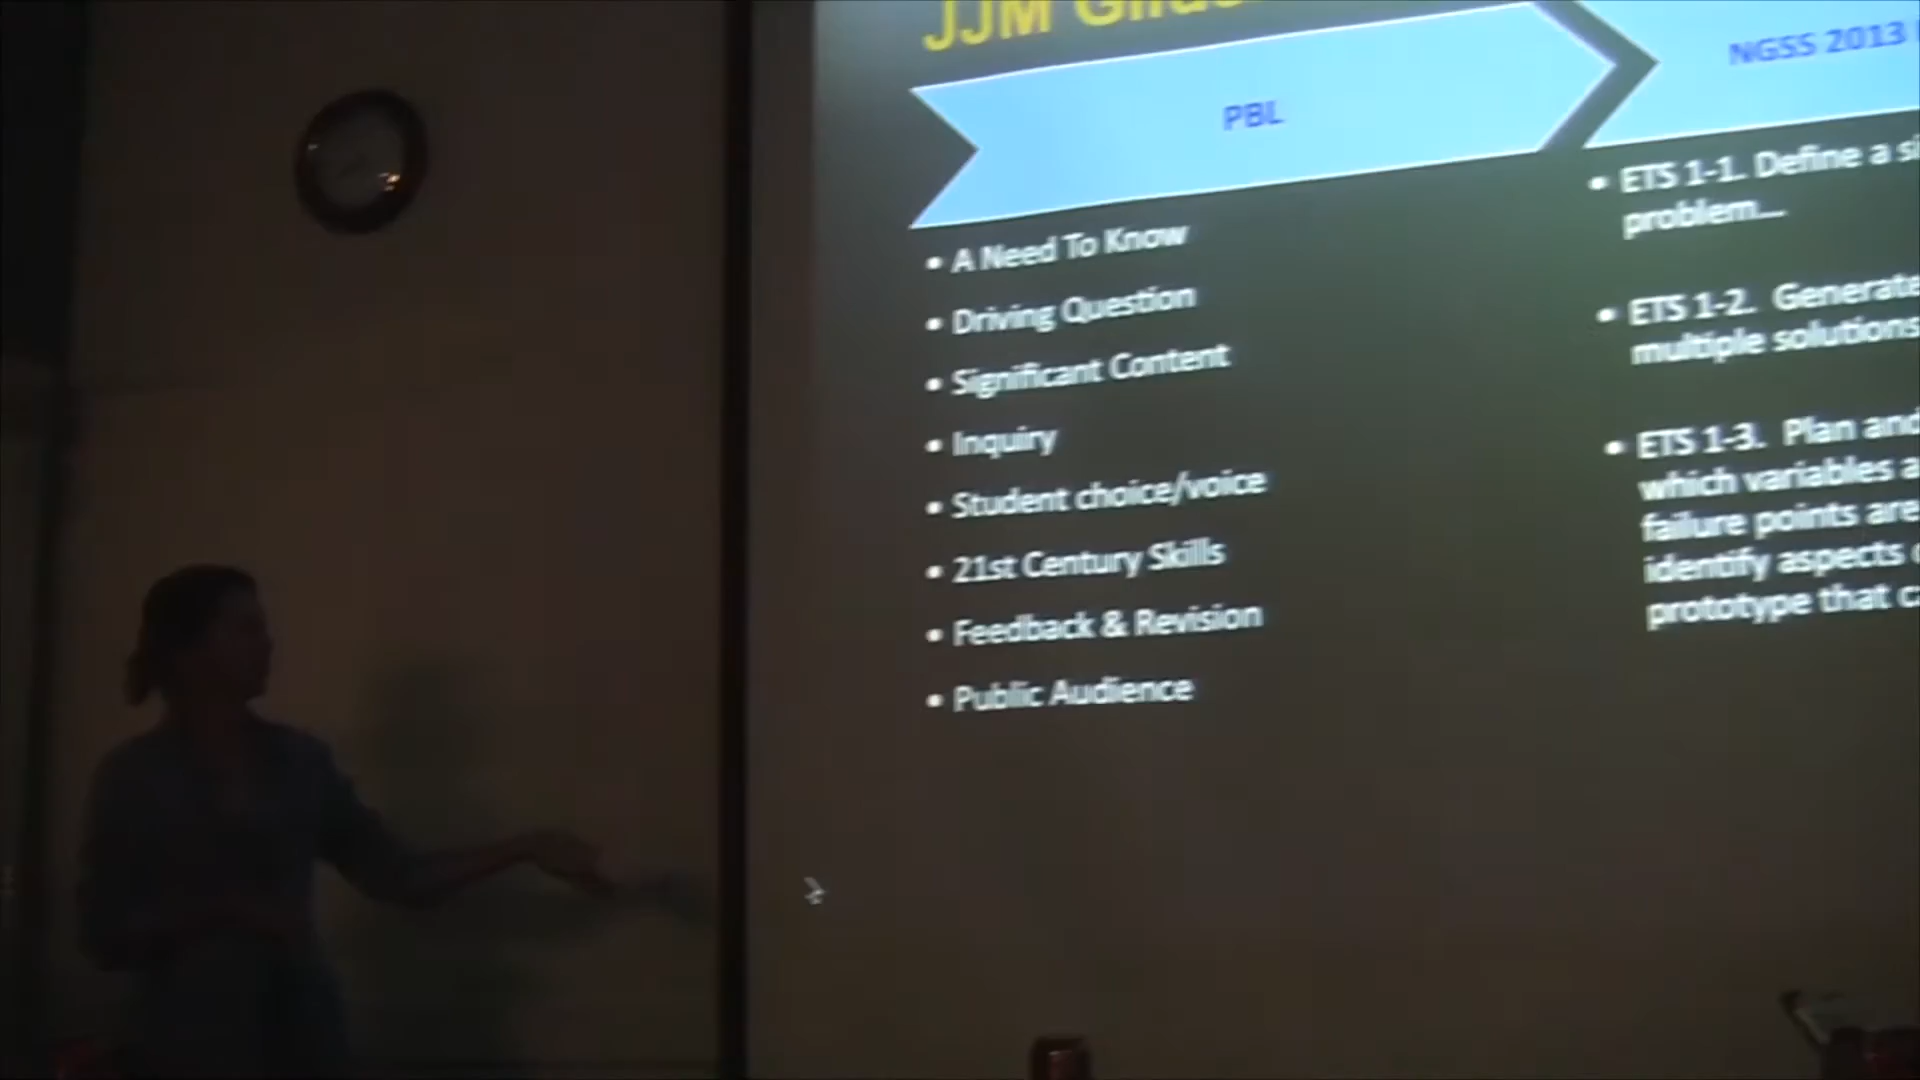 JJM
PBL
NGSS 2013
• A Need To Know
• Driving Question
• Significant Content
• Inquiry
• Student choice/voice
• 21st Century Skills
• Feedback & Revision
• Public Audience
• ETS 1-1. Define a
problem...
• ETS 1-2. Generate
multiple solutions
• ETS 1-3. Plan and
which variables
failure points are
identify aspects
prototype that